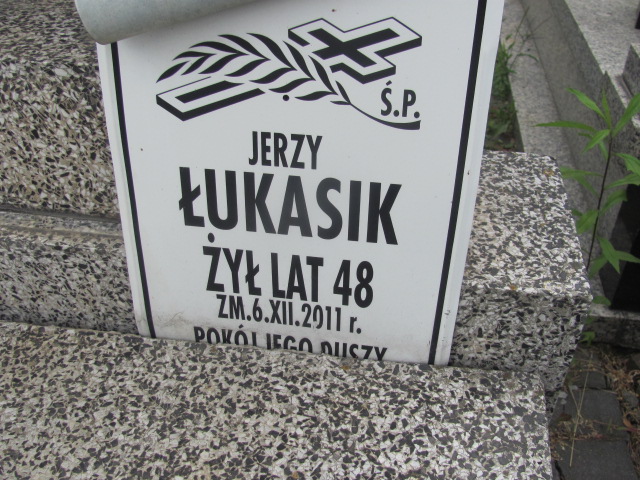 Ś.P.
JERZY
ŁUKASIK
ŻYŁ LAT 48
ZM.6.XII.2011 r.
POKÓJ JEGO DUSZY